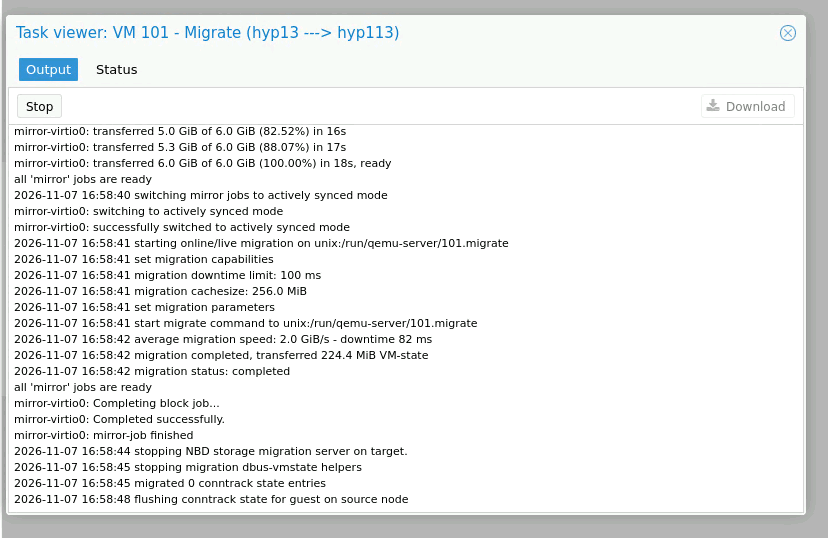 Task viewer: VM 101 - Migrate (hyp13 ---> hyp113)
Output Status
Stop Download
mirror-virtio0: transferred 5.0 GiB of 6.0 GiB (82.52%) in 16s
mirror-virtio0: transferred 5.3 GiB of 6.0 GiB (88.07%) in 17s
mirror-virtio0: transferred 6.0 GiB of 6.0 GiB (100.00%) in 18s, ready
all 'mirror' jobs are ready
2026-11-07 16:58:40 switching mirror jobs to actively synced mode
mirror-virtio0: switching to actively synced mode
mirror-virtio0: successfully switched to actively synced mode
2026-11-07 16:58:41 starting online/live migration on unix:/run/qemu-server/101.migrate
2026-11-07 16:58:41 set migration capabilities
2026-11-07 16:58:41 migration downtime limit: 100 ms
2026-11-07 16:58:41 migration cachesize: 256.0 MiB
2026-11-07 16:58:41 set migration parameters
2026-11-07 16:58:41 start migrate command to unix:/run/qemu-server/101.migrate
2026-11-07 16:58:42 average migration speed: 2.0 GiB/s - downtime 82 ms
2026-11-07 16:58:42 migration completed, transferred 224.4 MiB VM-state
2026-11-07 16:58:42 migration status: completed
all 'mirror' jobs are ready
mirror-virtio0: Completing block job...
mirror-virtio0: Completed successfully.
mirror-virtio0: mirror-job finished
2026-11-07 16:58:44 stopping NBD storage migration server on target.
2026-11-07 16:58:45 stopping migration dbus-vmstate helpers
2026-11-07 16:58:45 migrated 0 conntrack state entries
2026-11-07 16:58:48 flushing conntrack state for guest on source node